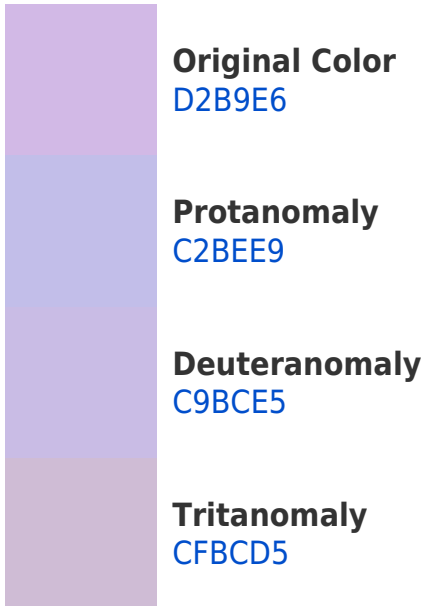 Original Color
D2B9E6
Protanomaly
C2BEE9
Deuteranomaly
C9BCE5
Tritanomaly
CFBCD5